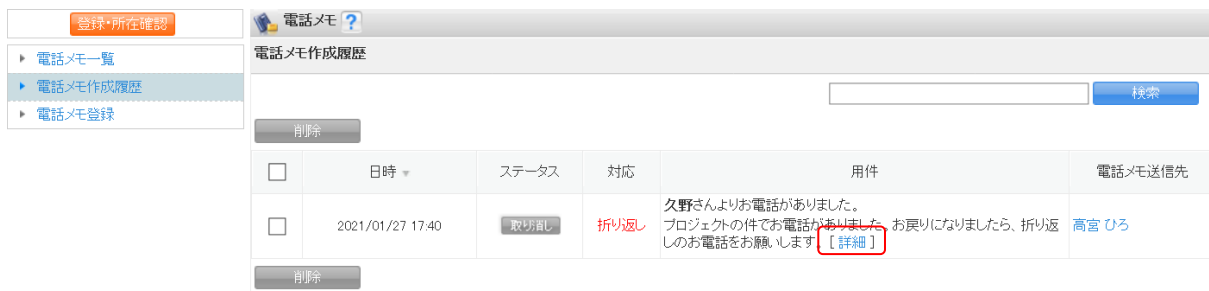 登録・所在確認
電話メモ一覧
電話メモ作成履歴
電話メモ登録
電話メモ ?
電話メモ作成履歴
検索
削除
日時 ステータス 対応 用件 電話メモ送信先
2021/01/27 17:40 取り消し 折り返し
久野さんよりお電話がありました。
プロジェクトの件でお電話がありました。お戻りになりましたら、折り返
しのお電話をお願いします。[ 詳細 ]
高宮 ひろ
削除